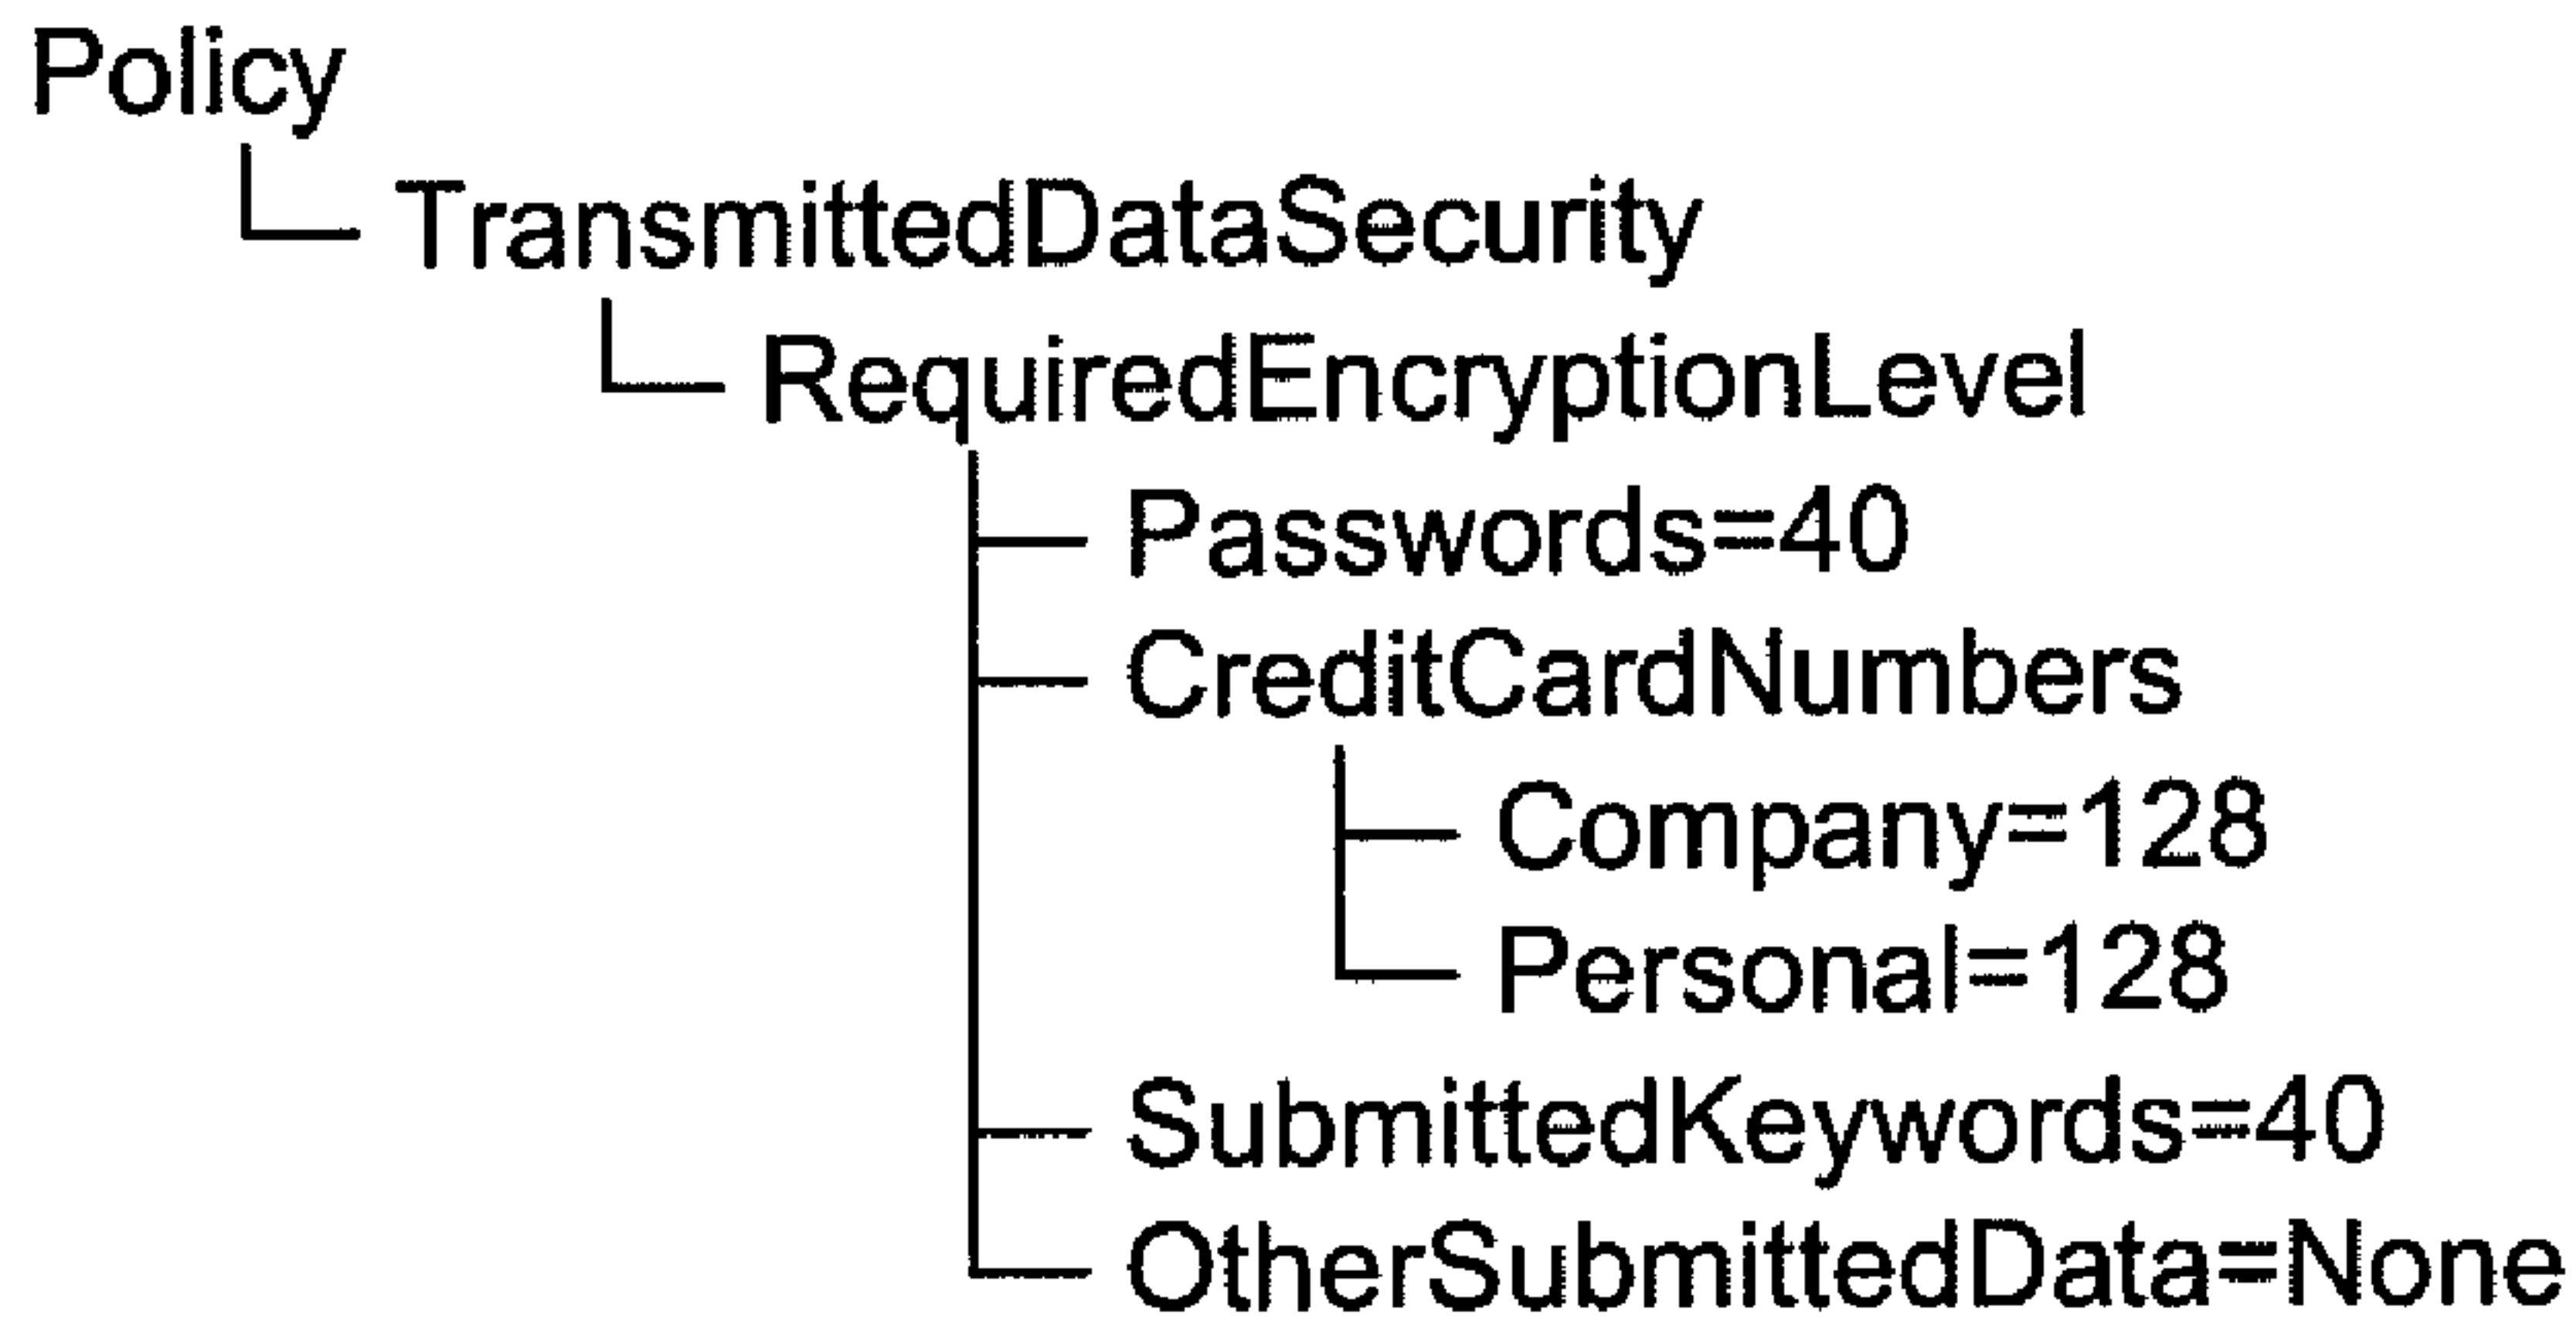 Policy
TransmittedDataSecurity
RequiredEncryptionLevel
Passwords=40
CreditCardNumbers
Company=128
Personal=128
SubmittedKeywords=40
OtherSubmittedData=None